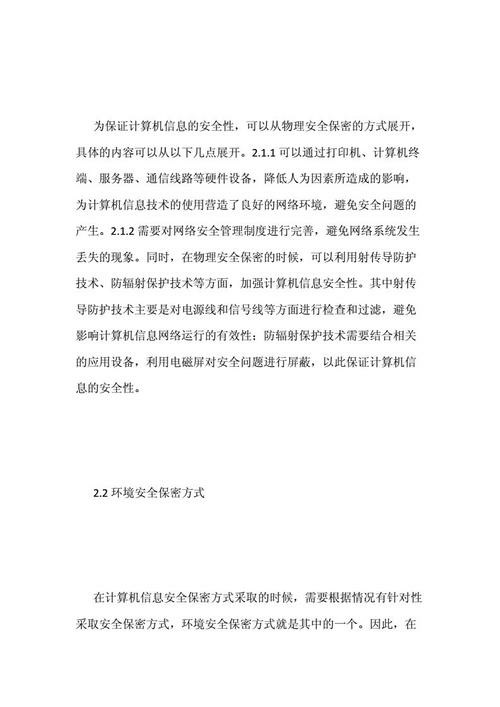 为保证计算机信息的安全性，可以从物理安全保密的方式展开，
具体的内容可以从以下几点展开。2.1.1 可以通过打印机、计算机终
端、服务器、通信线路等硬件设备，降低人为因素所造成的影响，
为计算机信息技术的使用营造了良好的网络环境，避免安全问题的
产生。2.1.2 需要对网络安全管理制度进行完善，避免网络系统发生
丢失的现象。同时，在物理安全保密的时候，可以利用射传导防护
技术、防辐射保护技术等方面，加强计算机信息安全性。其中射传
导防护技术主要是对电源线和信号线等方面进行检查和过滤，避免
影响计算机信息网络运行的有效性；防辐射保护技术需要结合相关
的应用设备，利用电磁屏对安全问题进行屏蔽，以此保证计算机信
息的安全性。
2.2 环境安全保密方式
在计算机信息安全保密方式采取的时候，需要根据情况有针对性
采取安全保密方式，环境安全保密方式就是其中的一个。因此，在